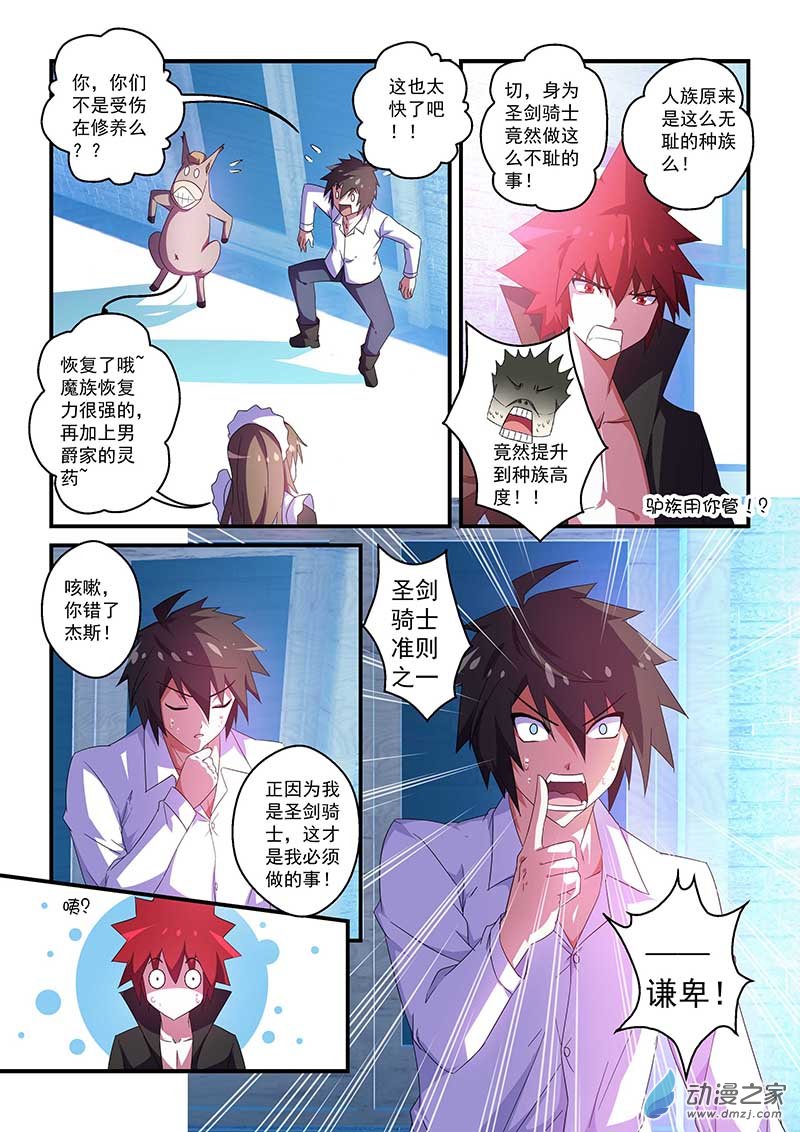 你，你们
不是受伤
在修养么
？？
这也太
快了吧
！！
恢复了哦~
魔族恢复
力很强的，
再加上男
爵家的灵
药~
切，身为
圣剑骑士
竟然做这
么不耻的
事！
人族原来
是这么无
耻的种族
么！
竟然提升
到种族高
度！！
驴族用你管！？
咳嗽，
你错了
杰斯！
正因为我
是圣剑骑
士，这才
是我必须
做的事！
咦？
圣剑
骑士
准则
之一
——
谦卑！
动漫之家
www.dmzj.com